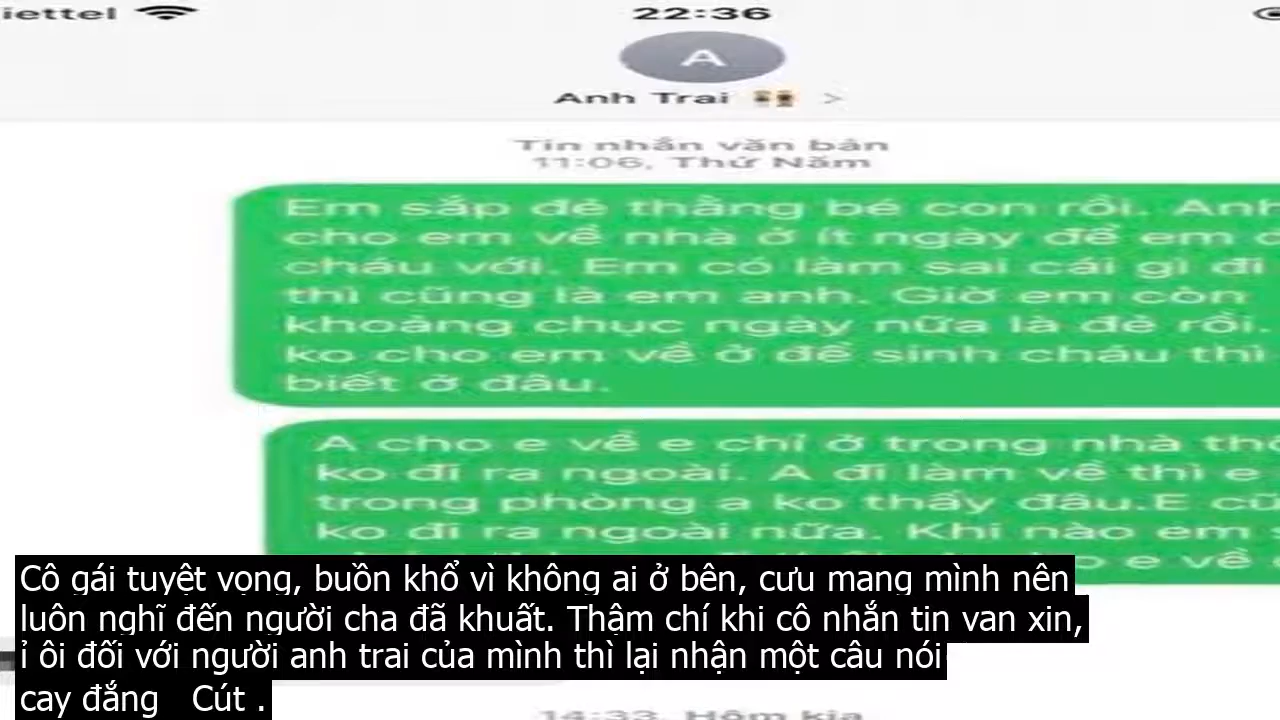 iettel
22:36
A
Anh Trai
Tin nhắn văn bản
11:06, Thứ Năm
Em sắp đẻ thằng bé con rồi. Anh
cho em về nhà ở ít ngày để em
cháu với. Em có làm sai cái gì đi
thì cũng là em anh. Giờ em còn
khoảng chục ngày nữa là đẻ rồi.
ko cho em về ở để sinh cháu thì
biết ở đâu.
A cho e về e chỉ ở trong nhà
ko đi ra ngoài. A đi làm về thì e
trong phòng a ko thấy đâu.E
ko đi ra ngoài nữa. Khi nào em
e về
Cô gái tuyệt vọng, buồn khổ vì không ai ở bên, cưu mang mình nên
luôn nghĩ đến người cha đã khuất. Thậm chí khi cô nhắn tin van xin,
ỉ ôi đối với người anh trai của mình thì lại nhận một câu nói
cay đắng Cút .
14:33, Hôm kia